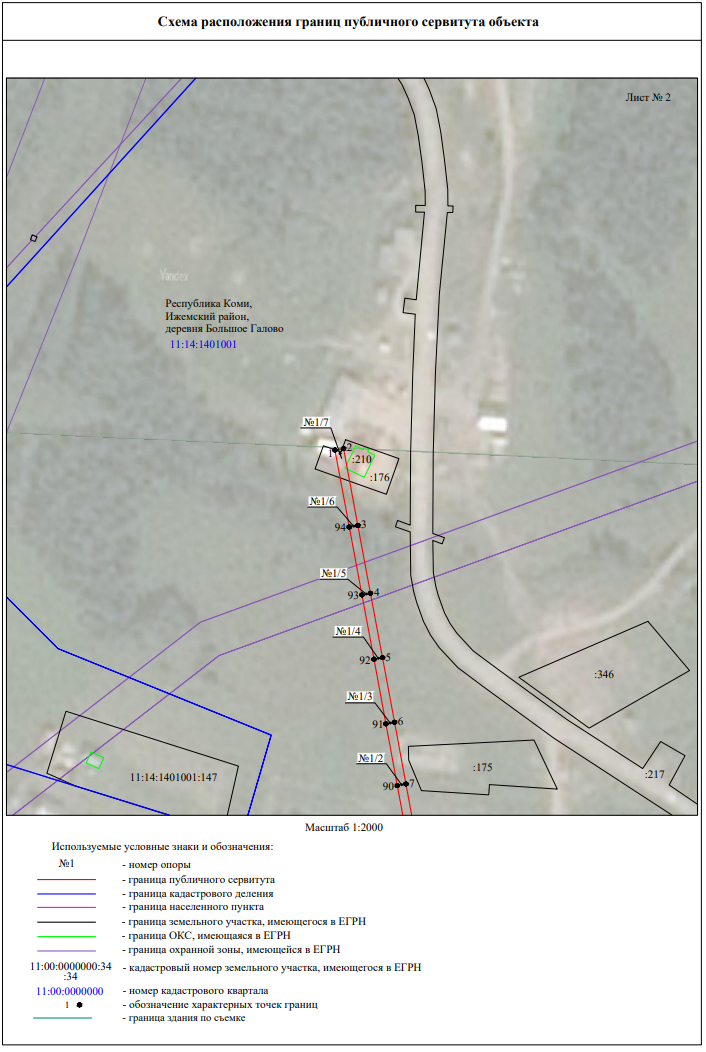 Схема расположения границ публичного сервитута объекта
Лист № 2
Yandex
Республика Коми,
Ижемский район,
деревня Большое Галово
11:14:1401001
№1/7
1
2
:210
:176
№1/6
94
3
№1/5
93
4
№1/4
92
5
:346
№1/3
91
6
№1/2
90
7
:175
:217
11:14:1401001:147
Масштаб 1:2000
Используемые условные знаки и обозначения:
№1 - номер опоры
- граница публичного сервитута
- граница кадастрового деления
- граница населенного пункта
- граница земельного участка, имеющегося в ЕГРН
- граница ОКС, имеющаяся в ЕГРН
- граница охранной зоны, имеющейся в ЕГРН
11:00:0000000:34
:34
- кадастровый номер земельного участка, имеющегося в ЕГРН
11:00:0000000 - номер кадастрового квартала
1 - обозначение характерных точек границ
- граница здания по съемке